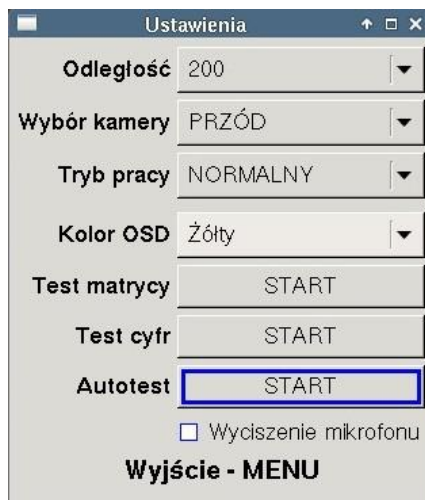 Ustawienia
Odległość 200
Wybór kamery PRZÓD
Tryb pracy NORMALNY
Kolor OSD Żółty
Test matrycy START
Test cyfr START
Autotest START
Wyciszenie mikrofonu
Wyjście - MENU